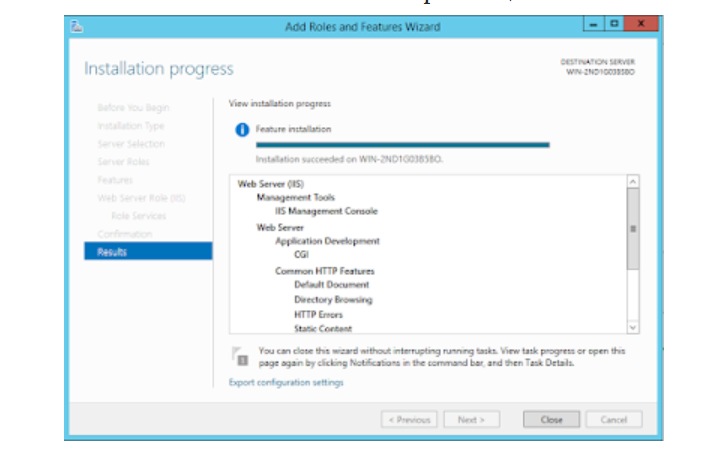 Add Roles and Features Wizard
Installation progress
DESTINATION SERVER
Before You Begin
Installation Type
Server Selection
Server Roles
Features
Web Server Role (IIS)
Role Services
Confirmation
Results
View installation progress
Feature installation
Installation succeeded on WIN-2ND1G03858O.
Web Server (IIS)
Management Tools
IIS Management Console
Web Server
Application Development
CGI
Common HTTP Features
Default Document
Directory Browsing
HTTP Errors
Static Content
You can close this wizard without interrupting running tasks. View task progress or open this
page again by clicking Notifications in the command bar, and then Task Details.
Export configuration settings
< Previous
Next >
Close
Cancel